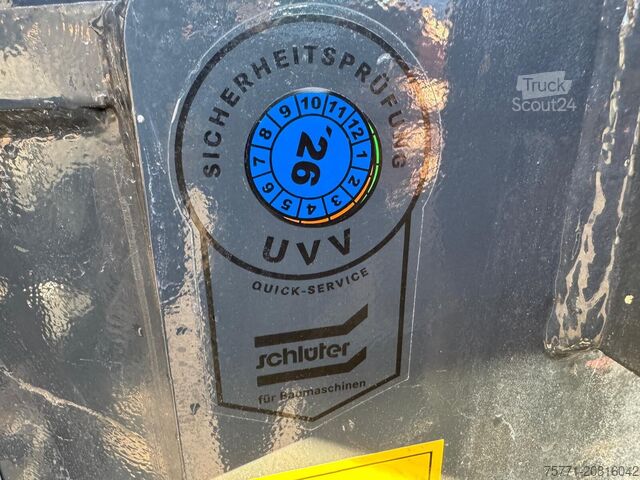 Truck
Scout24
SICHERHEITSPRÜFUNG
1 2 3 4 5 6 7 8 9 10 11 12
'26
UVV
QUICK-SERVICE
schlüter
für Baumaschinen
75771-20816042